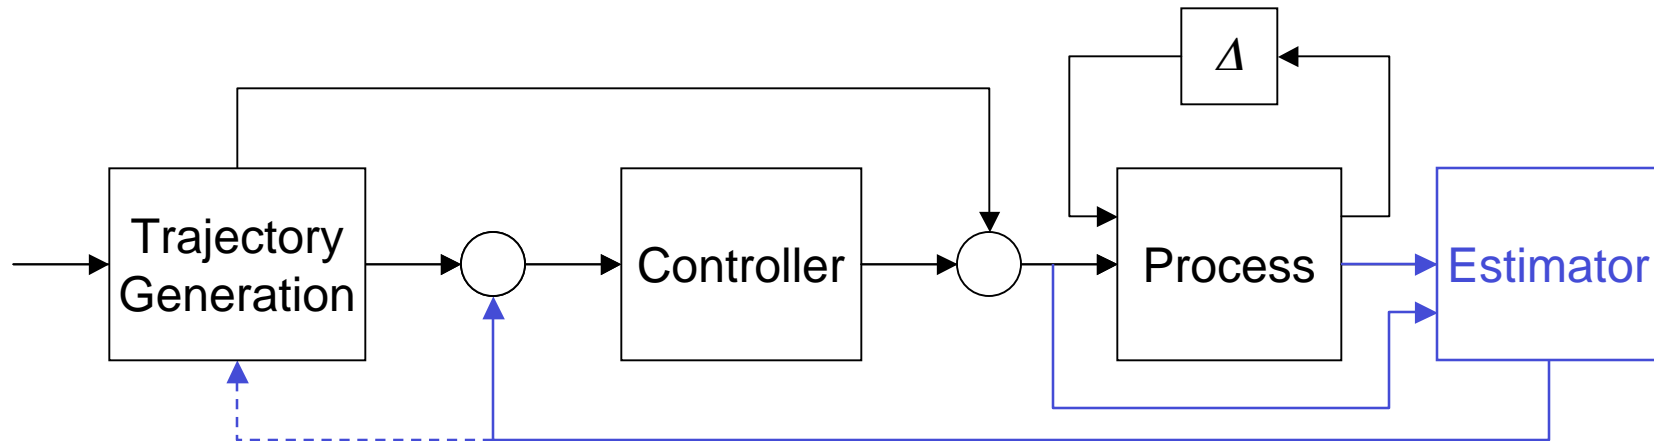 Δ
Trajectory
Generation
Controller
Process
Estimator